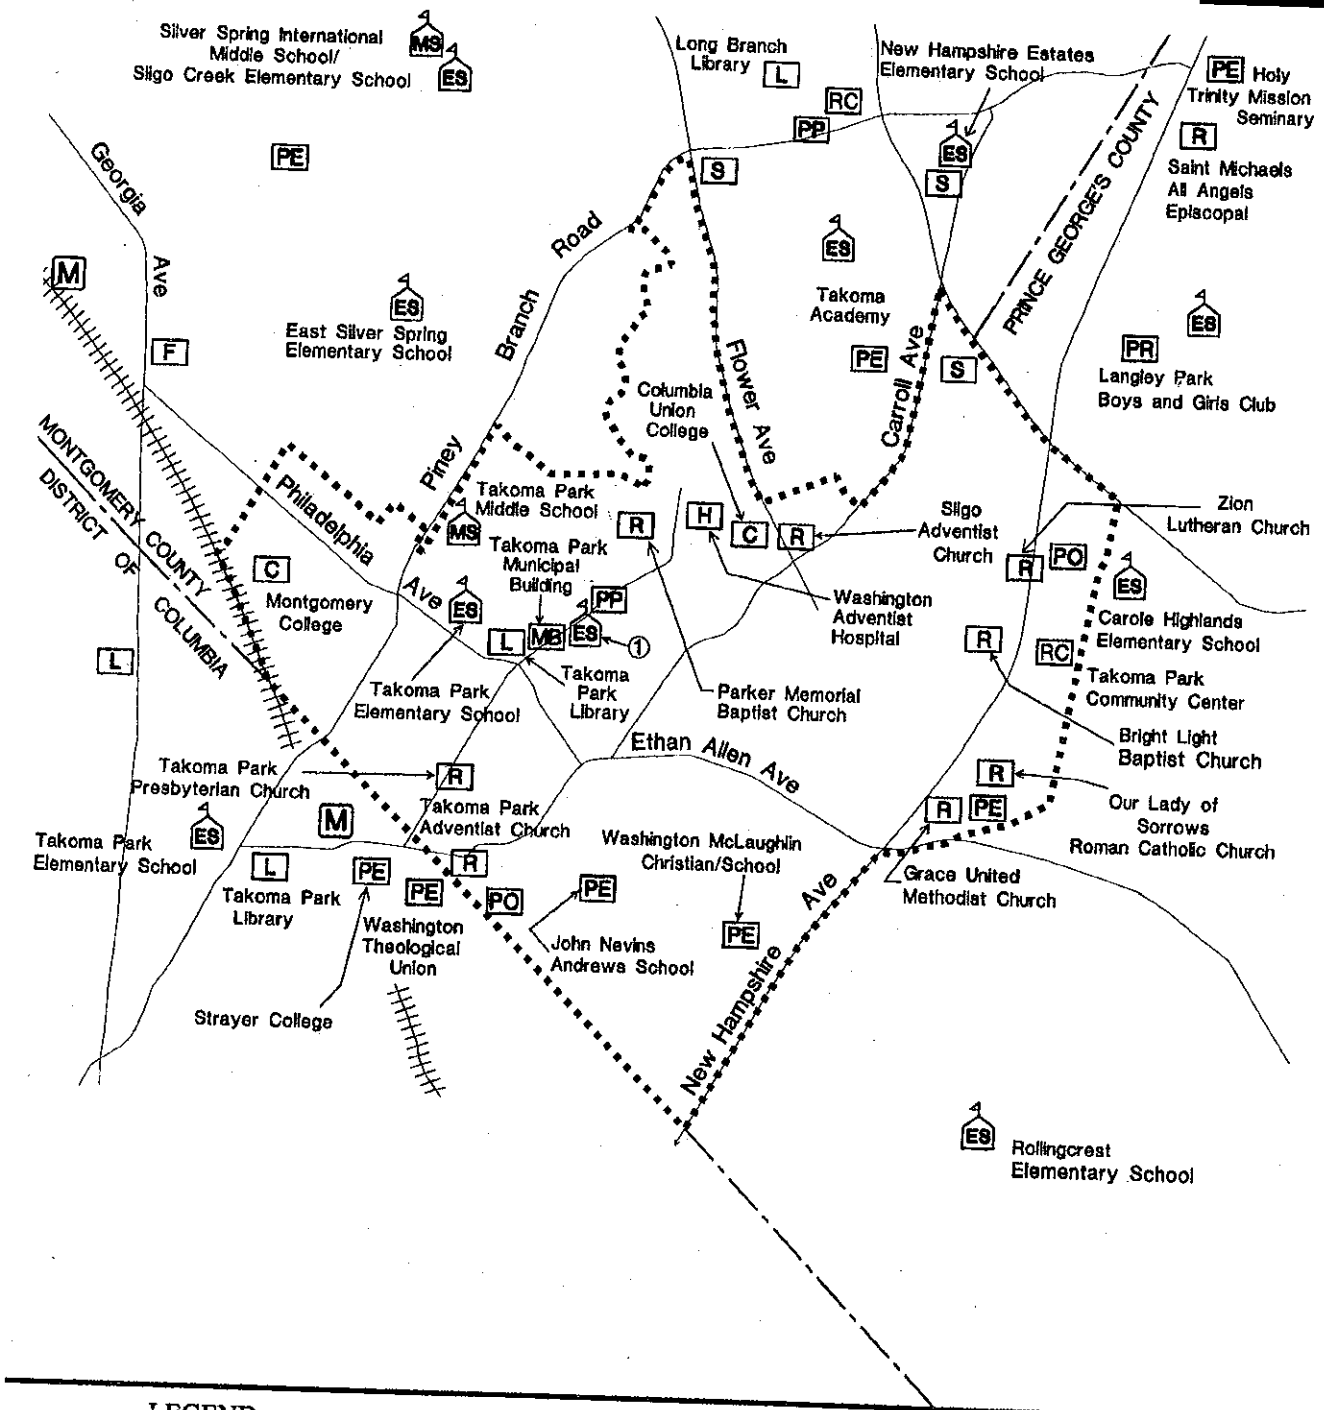 Silver Spring International
Middle School/
Sligo Creek Elementary School
MS
ES
Long Branch
Library
L
RC
PP
New Hampshire Estates
Elementary School
ES
S
S
PE
Holy
Trinity Mission
Seminary
R
Saint Michaels
All Angels
Episcopal
PRINCE GEORGE'S COUNTY
Georgia
Ave
PE
M
F
ES
East Silver Spring
Elementary School
Piney
Branch
Road
ES
Takoma
Academy
PE
Carroll Ave
S
Flower Ave
Columbia
Union
College
ES
PR
Langley Park
Boys and Girls Club
MONTGOMERY COUNTY
DISTRICT OF
COLUMBIA
Philadelphia
Ave
Takoma Park
Middle School
MS
R
H
C
R
Sligo
Adventist
Church
Zion
Lutheran Church
R
PO
ES
Carole Highlands
Elementary School
C
Montgomery
College
Takoma Park
Municipal
Building
ES
L
MB
ES
PP
1
Washington
Adventist
Hospital
R
RC
Takoma Park
Community Center
L
Takoma Park
Elementary School
Takoma
Park
Library
Parker Memorial
Baptist Church
Ethan Allen Ave
Bright Light
Baptist Church
Takoma Park
Presbyterian Church
R
R
R
PE
Our Lady of
Sorrows
Roman Catholic Church
ES
Takoma Park
Elementary School
M
Takoma Park
Adventist Church
R
Washington McLaughlin
Christian/School
PE
Grace United
Methodist Church
L
Takoma Park
Library
PE
PE
Washington
Theological
Union
PO
PE
John Nevins
Andrews School
Strayer College
New Hampshire
Ave
ES
Rollingcrest
Elementary School
LEGEND